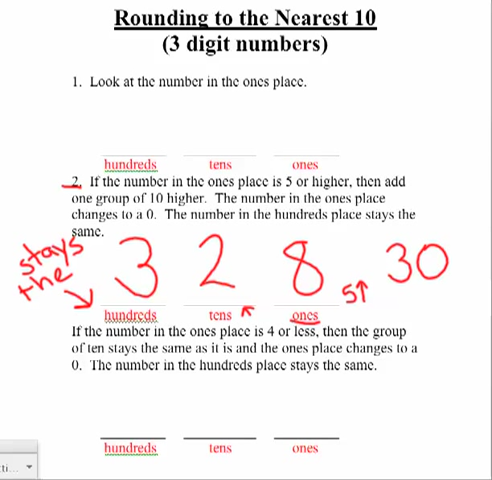 Rounding to the Nearest 10
(3 digit numbers)
1. Look at the number in the ones place.
hundreds tens ones
2. If the number in the ones place is 5 or higher, then add
one group of 10 higher. The number in the ones place
changes to a 0. The number in the hundreds place stays the
same.
stays
the
3 2 8 5↑ 30
hundreds tens ones
If the number in the ones place is 4 or less, then the group
of ten stays the same as it is and the ones place changes to a
0. The number in the hundreds place stays the same.
hundreds tens ones
ti...